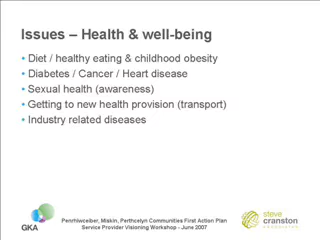 Issues – Health & well-being
• Diet / healthy eating & childhood obesity
• Diabetes / Cancer / Heart disease
• Sexual health (awareness)
• Getting to new health provision (transport)
• Industry related diseases
GKA
Penrhiwceiber, Miskin, Perthcelyn Communities First Action Plan
Service Provider Visioning Workshop - June 2007
steve
cranston